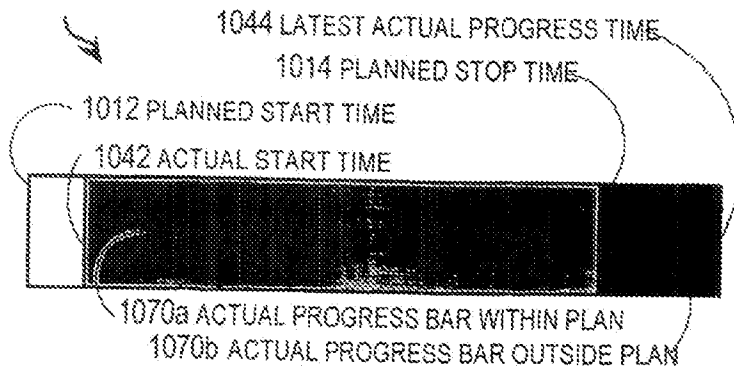 1044 LATEST ACTUAL PROGRESS TIME
1014 PLANNED STOP TIME
1012 PLANNED START TIME
1042 ACTUAL START TIME
1070a ACTUAL PROGRESS BAR WITHIN PLAN
1070b ACTUAL PROGRESS BAR OUTSIDE PLAN